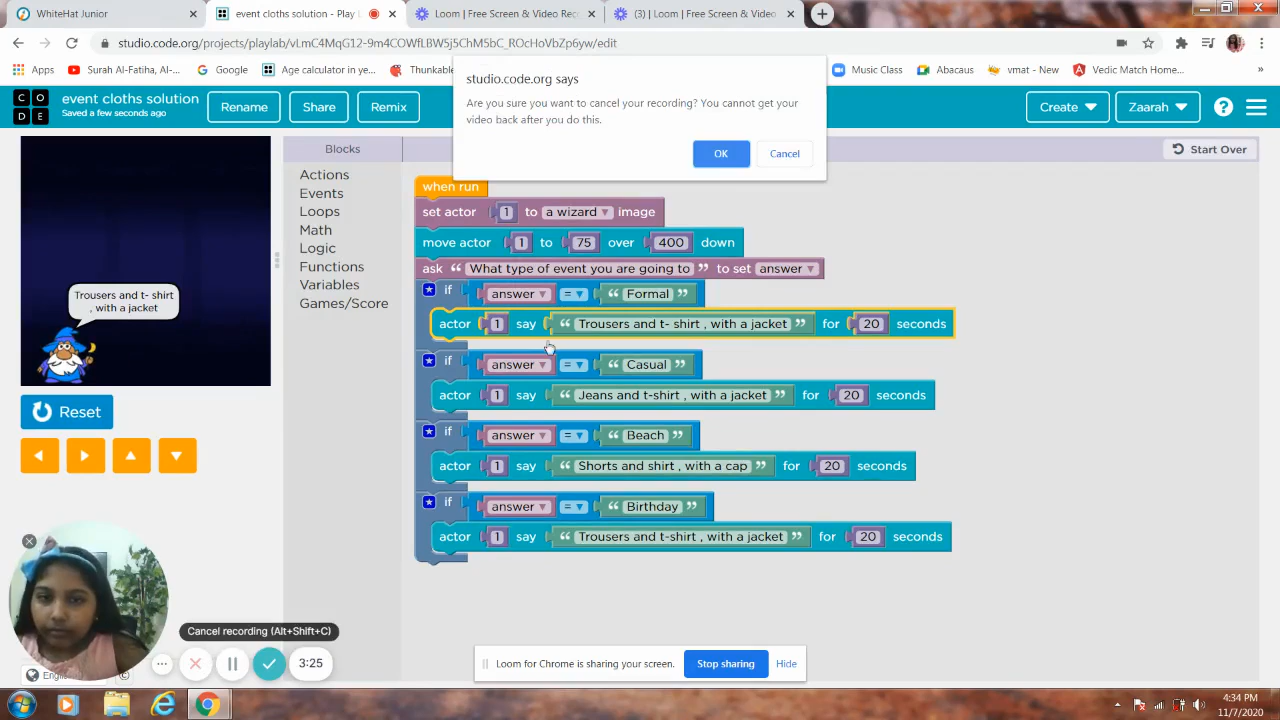 WhiteHat Junior
event cloths solution - Play L
Loom | Free Screen & Video Rec
(3) | Loom | Free Screen & Video
studio.code.org/projects/playlab/vLmC4MqG12-9m4COWfLBW5j5ChM5bC_ROcHoVbZp6yw/edit
Apps
Surah Al-Fatiha, Al-...
Google
Age calculator in ye...
Thunkable
Music Class
Abacaus
vmat - New
Vedic Match Home...
studio.code.org says
Are you sure you want to cancel your recording? You cannot get your
video back after you do this.
OK
Cancel
C O
D E
event cloths solution
Saved a few seconds ago
Rename
Share
Remix
Create
Zaarah
?
Blocks
Start Over
Actions
Events
Loops
Math
Logic
Functions
Variables
Games/Score
when run
set actor 1 to a wizard image
move actor 1 to 75 over 400 down
ask “ What type of event you are going to ” to set answer
if answer = “ Formal ”
actor 1 say “ Trousers and t- shirt , with a jacket ” for 20 seconds
if answer = “ Casual ”
actor 1 say “ Jeans and t-shirt , with a jacket ” for 20 seconds
if answer = “ Beach ”
actor 1 say “ Shorts and shirt , with a cap ” for 20 seconds
if answer = “ Birthday ”
actor 1 say “ Trousers and t-shirt , with a jacket ” for 20 seconds
Trousers and t- shirt
, with a jacket
Reset
Cancel recording (Alt+Shift+C)
3:25
Loom for Chrome is sharing your screen.
Stop sharing
Hide
4:34 PM
11/7/2020